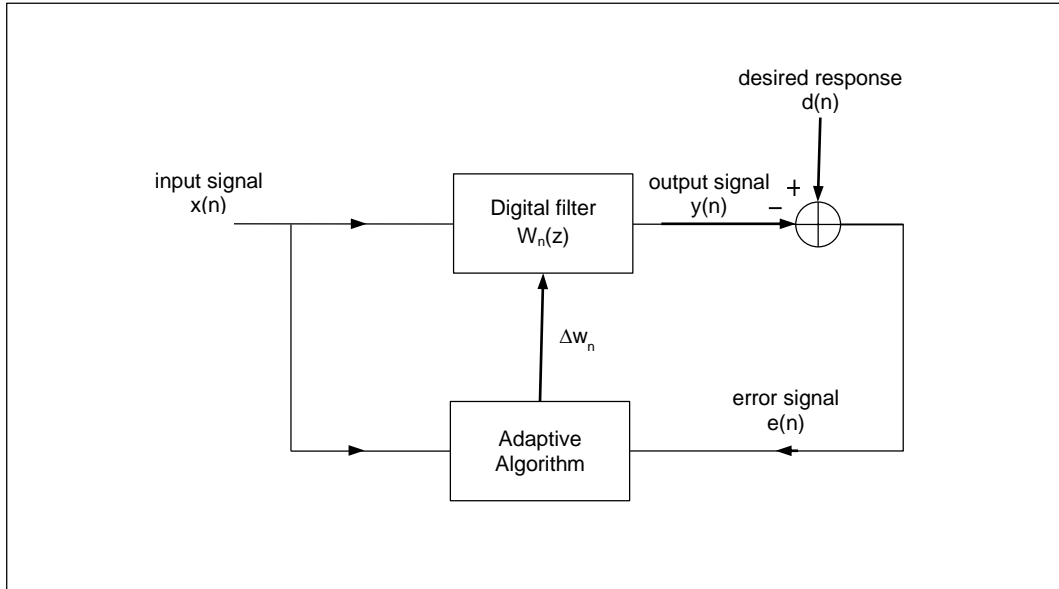 desired response
d(n)
input signal
x(n)
Digital filter
Wₙ(z)
output signal
y(n)
+
−
Δwₙ
error signal
e(n)
Adaptive
Algorithm